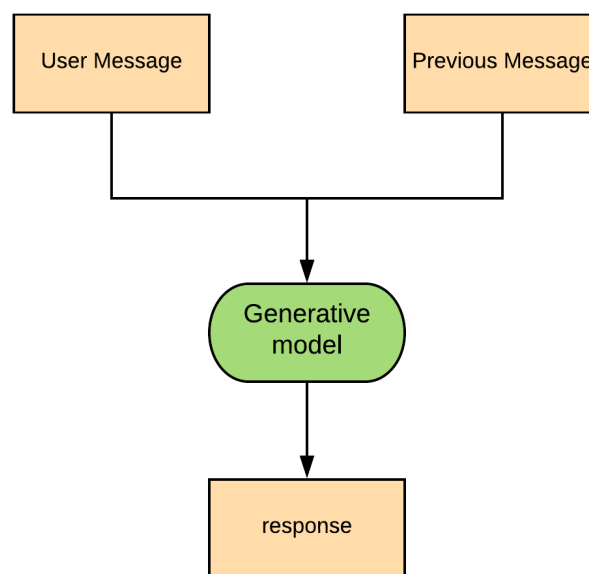 User Message
Previous Message
Generative
model
response